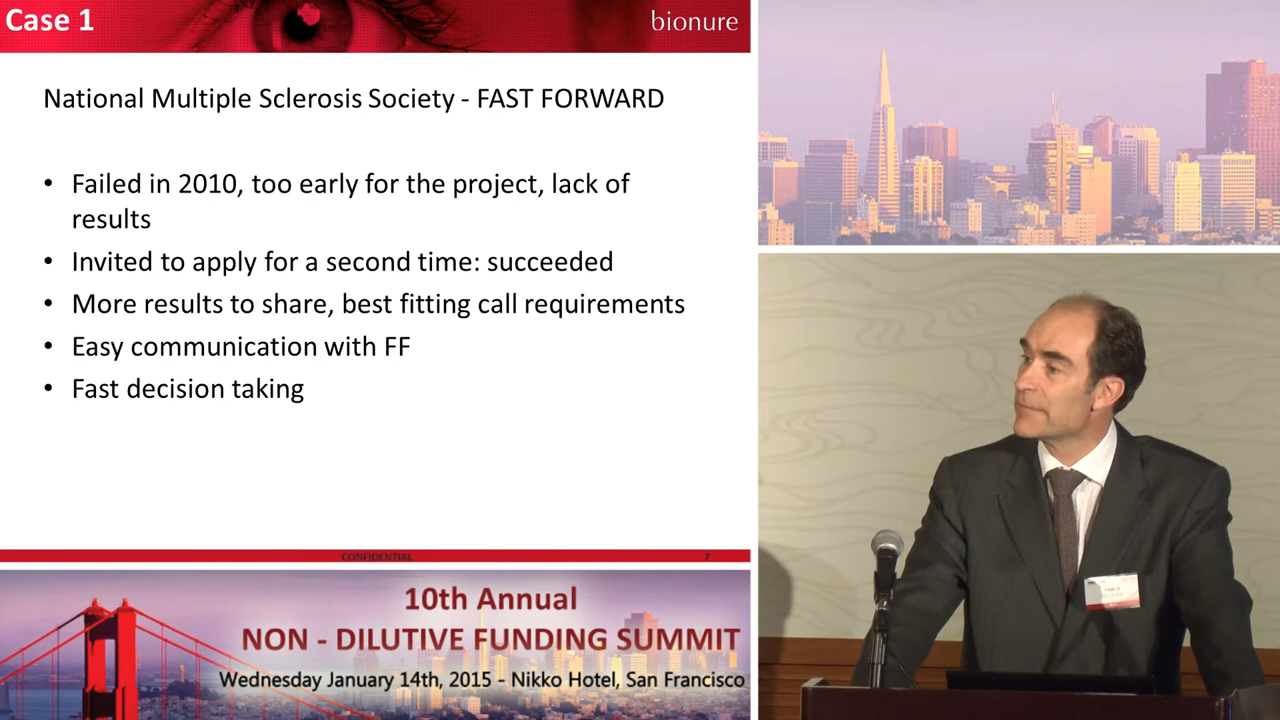 Case 1
bionure
National Multiple Sclerosis Society - FAST FORWARD
• Failed in 2010, too early for the project, lack of
results
• Invited to apply for a second time: succeeded
• More results to share, best fitting call requirements
• Easy communication with FF
• Fast decision taking
CONFIDENTIAL
7
10th Annual
NON - DILUTIVE FUNDING SUMMIT
Wednesday January 14th, 2015 - Nikko Hotel, San Francisco